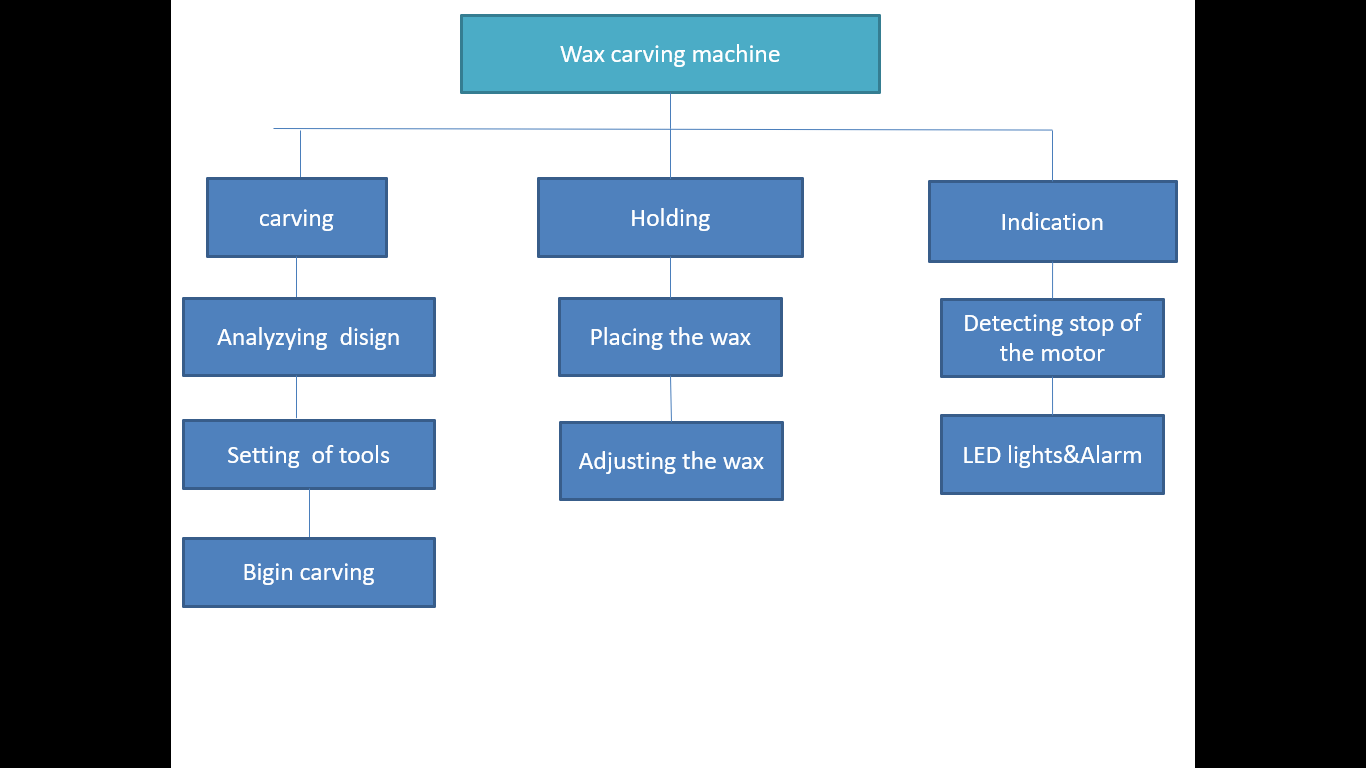 Wax carving machine
carving
Holding
Indication
Analyzying  disign
Placing the wax
Detecting stop of
the motor
Setting  of tools
Adjusting the wax
LED lights&Alarm
Bigin carving